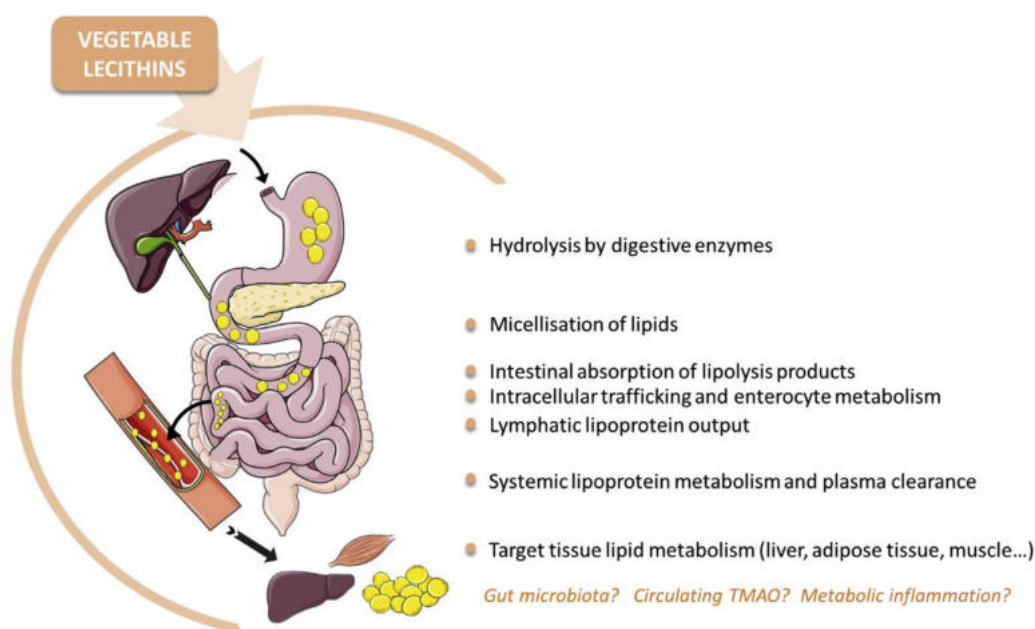 VEGETABLE
LECITHINS
Hydrolysis by digestive enzymes
Micellisation of lipids
Intestinal absorption of lipolysis products
Intracellular trafficking and enterocyte metabolism
Lymphatic lipoprotein output
Systemic lipoprotein metabolism and plasma clearance
Target tissue lipid metabolism (liver, adipose tissue, muscle...)
Gut microbiota? Circulating TMAO? Metabolic inflammation?